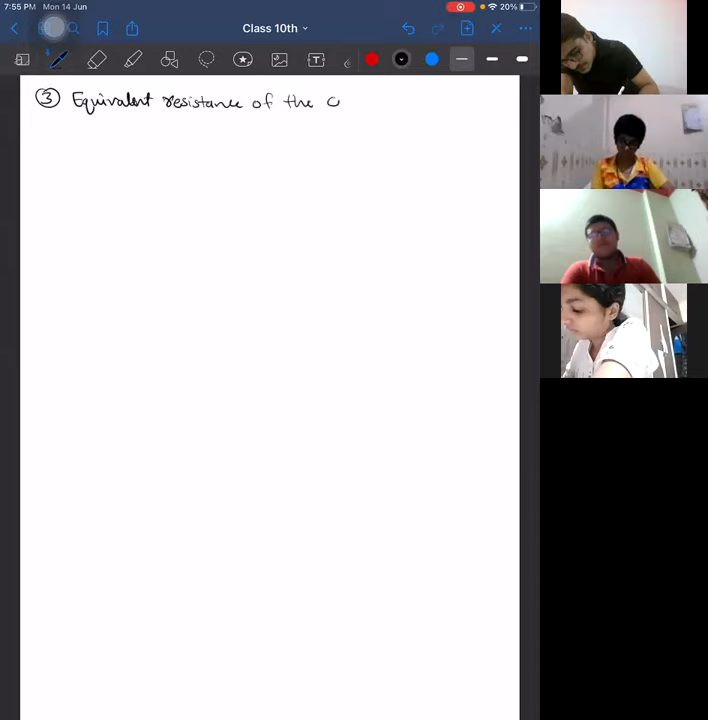 7:55 PM Mon 14 Jun
20%
Class 10th
T
③ Equivalent resistance of the c